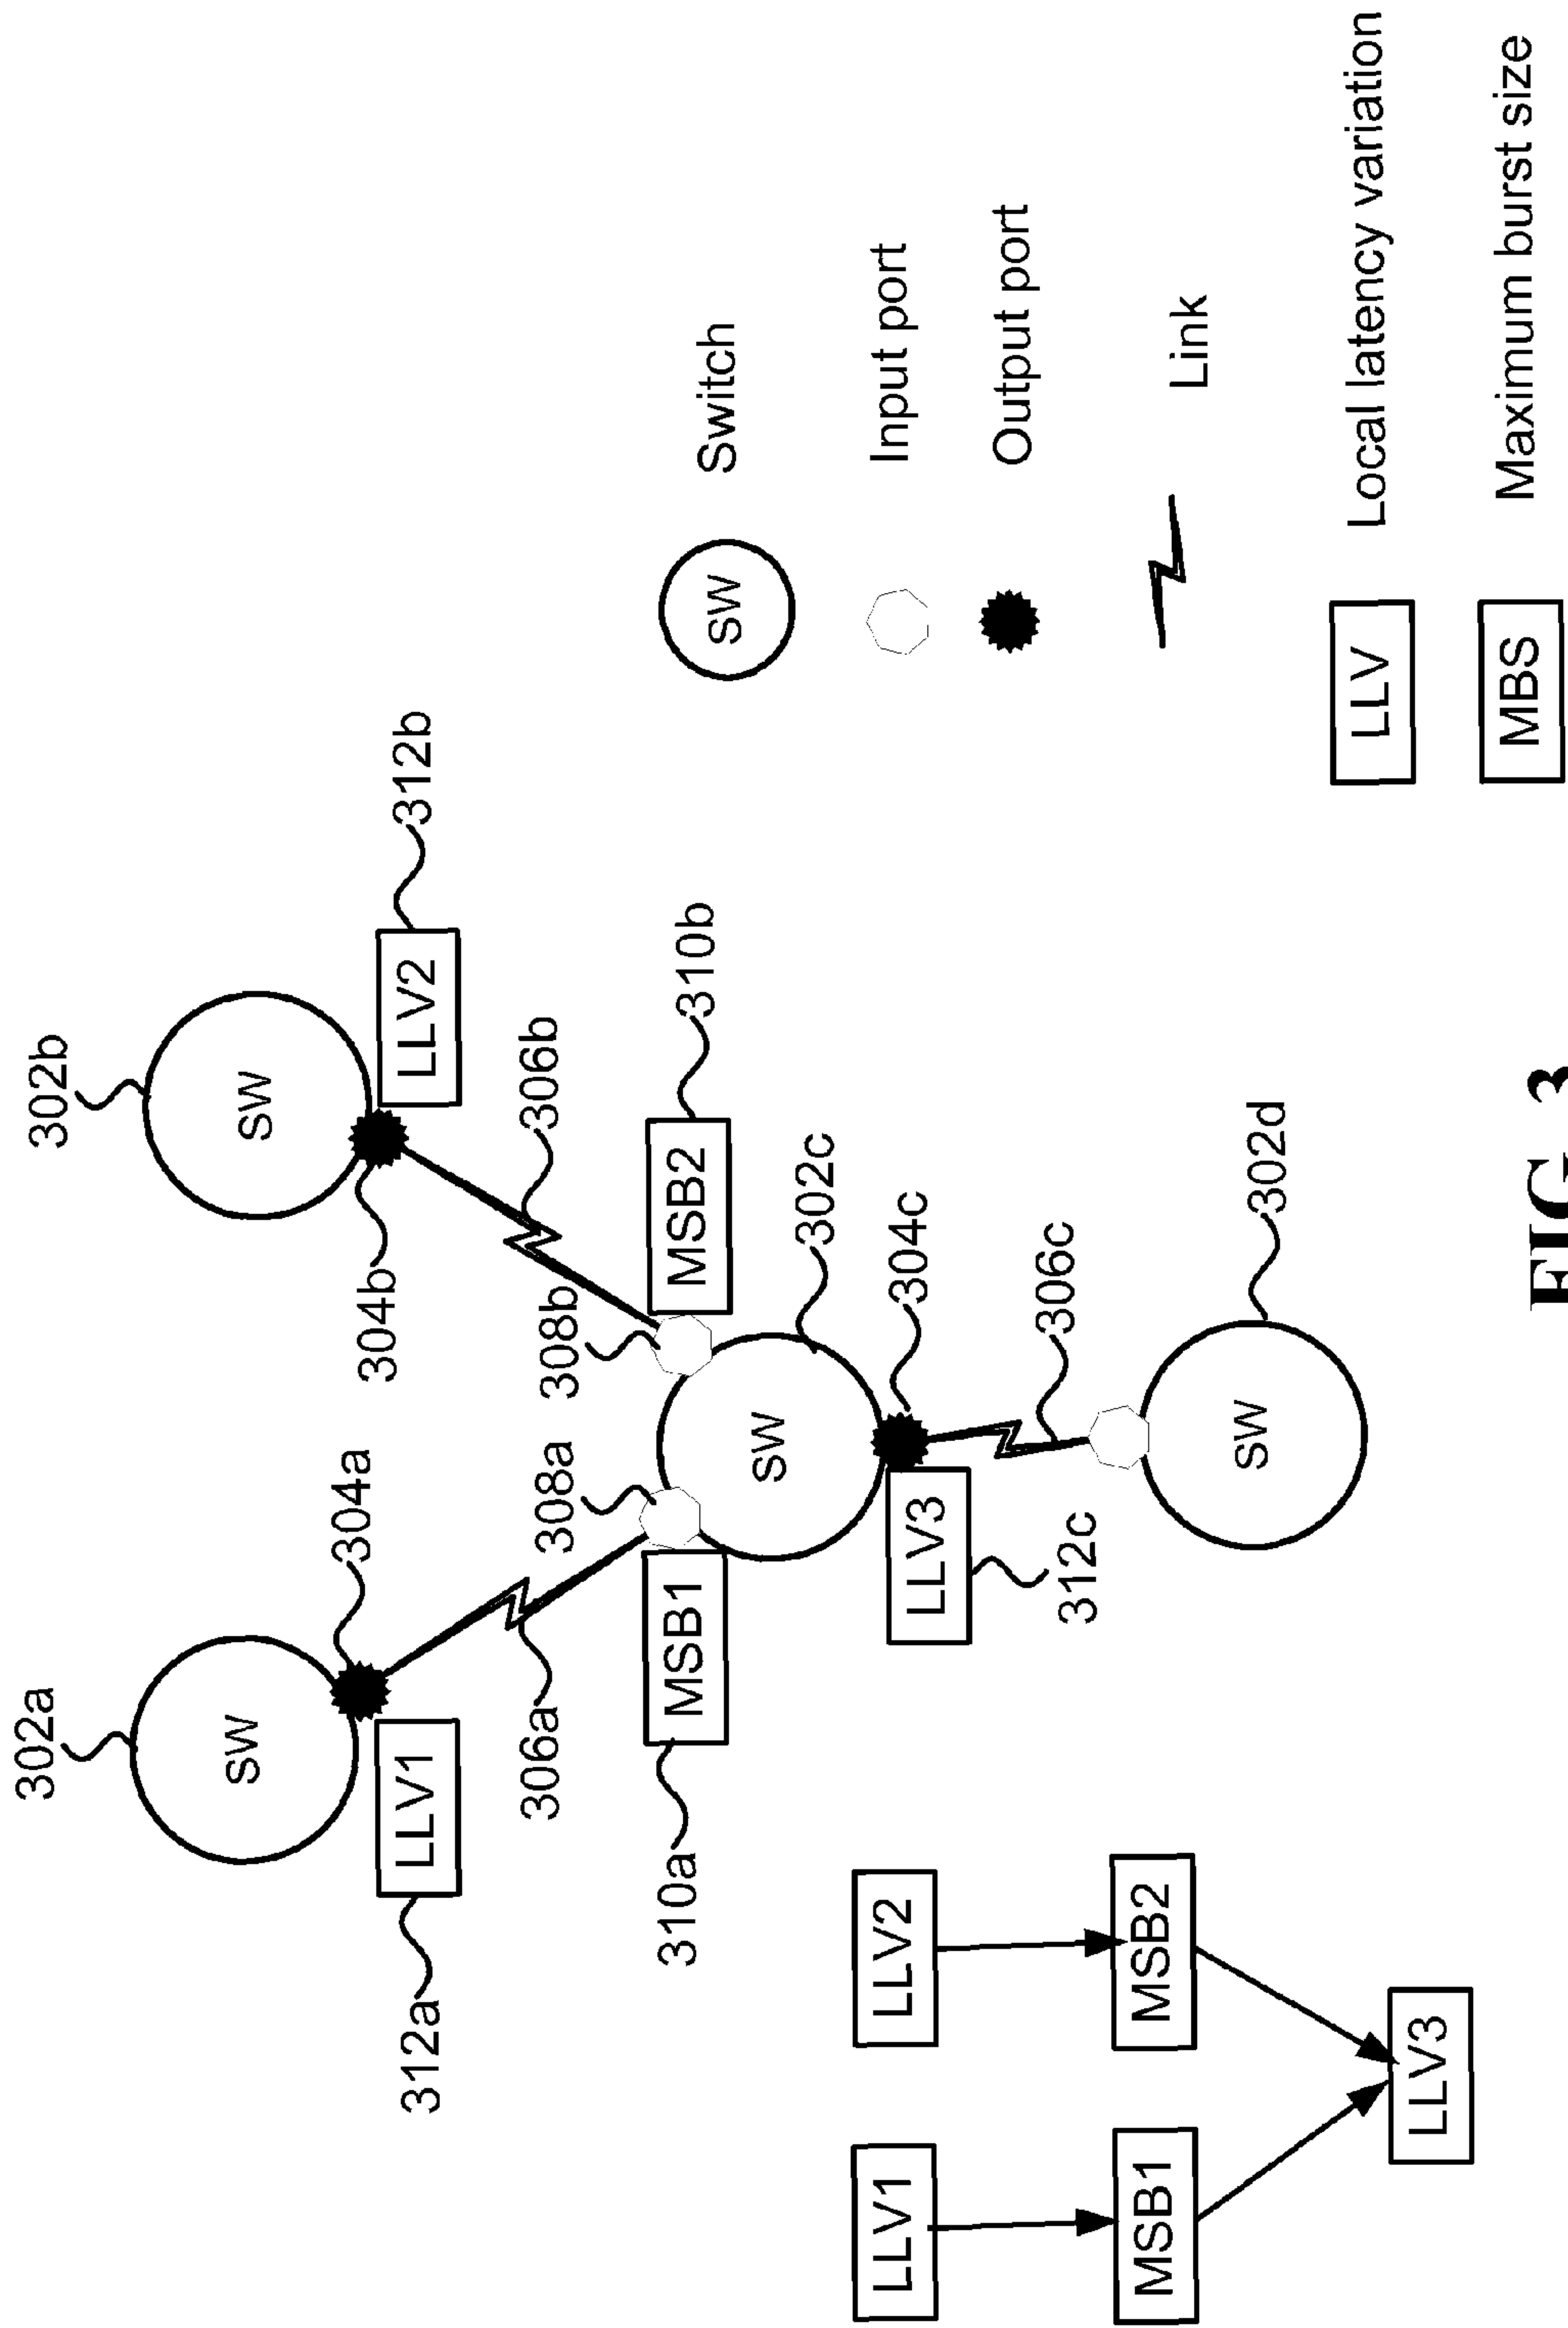 302a
302b
SW
SW
304a
304b
312a
LLV1
LLV2
312b
306a
306b
308a
308b
310a
MSB1
MSB2
310b
SW
302c
LLV3
304c
312c
306c
SW
302d
LLV1
LLV2
MSB1
MSB2
LLV3
SW
Switch
Input port
Output port
Link
LLV
Local latency variation
MBS
Maximum burst size
FIG. 3